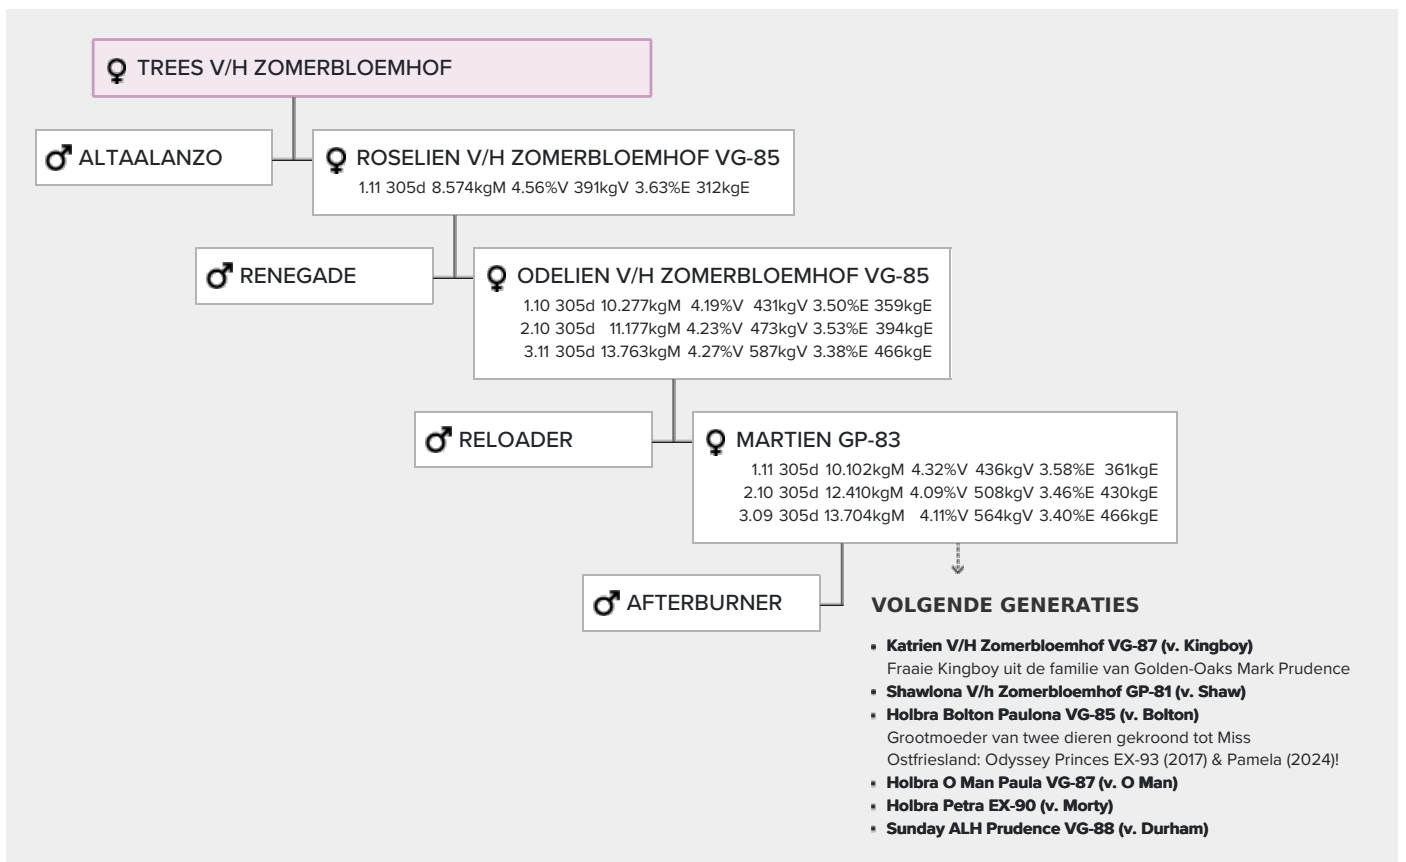 TREES V/H ZOMERBLOEMHOF
ALTAALANZO
ROSELIEN V/H ZOMERBLOEMHOF VG-85
1.11 305d 8.574kgM 4.56%V 391kgV 3.63%E 312kgE
RENEGADE
ODELIEN V/H ZOMERBLOEMHOF VG-85
1.10 305d 10.277kgM 4.19%V 431kgV 3.50%E 359kgE
2.10 305d 11.177kgM 4.23%V 473kgV 3.53%E 394kgE
3.11 305d 13.763kgM 4.27%V 587kgV 3.38%E 466kgE
RELOADER
MARTIEN GP-83
1.11 305d 10.102kgM 4.32%V 436kgV 3.58%E 361kgE
2.10 305d 12.410kgM 4.09%V 508kgV 3.46%E 430kgE
3.09 305d 13.704kgM 4.11%V 564kgV 3.40%E 466kgE
AFTERBURNER
VOLGENDE GENERATIES
Katrien V/H Zomerbloemhof VG-87 (v. Kingboy)
Fraaie Kingboy uit de familie van Golden-Oaks Mark Prudence
Shawlona V/h Zomerbloemhof GP-81 (v. Shaw)
Holbra Bolton Paulona VG-85 (v. Bolton)
Grootmoeder van twee dieren gekroond tot Miss
Ostfriesland: Odyssey Princes EX-93 (2017) & Pamela (2024)!
Holbra O Man Paula VG-87 (v. O Man)
Holbra Petra EX-90 (v. Morty)
Sunday ALH Prudence VG-88 (v. Durham)